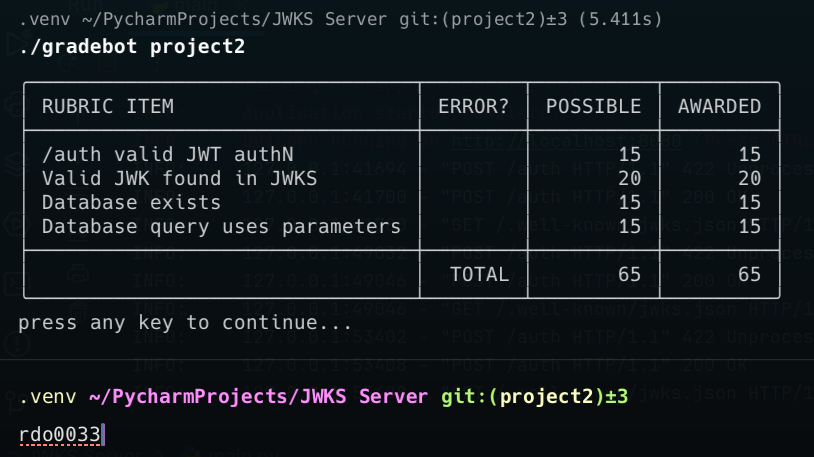 .venv ~/PycharmProjects/JWKS Server git:(project2)±3 (5.411s)
./gradebot project2
RUBRIC ITEM ERROR? POSSIBLE AWARDED
/auth valid JWT authN 15 15
Valid JWK found in JWKS 20 20
Database exists 15 15
Database query uses parameters 15 15
TOTAL 65 65
press any key to continue...
.venv ~/PycharmProjects/JWKS Server git:(project2)±3
rdo0033